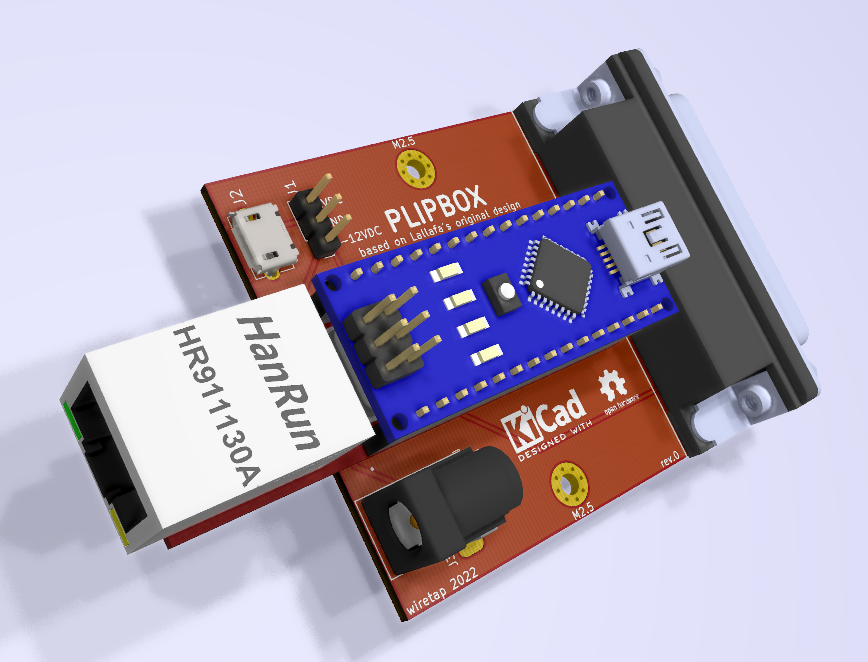 M2.5
J2
J1
PLIPBOX
~12VDC
based on Lallafa's original design
HanRun
HR911130A
KiCad
DESIGNED WITH
open hardware
rev.0
M2.5
wiretap 2022